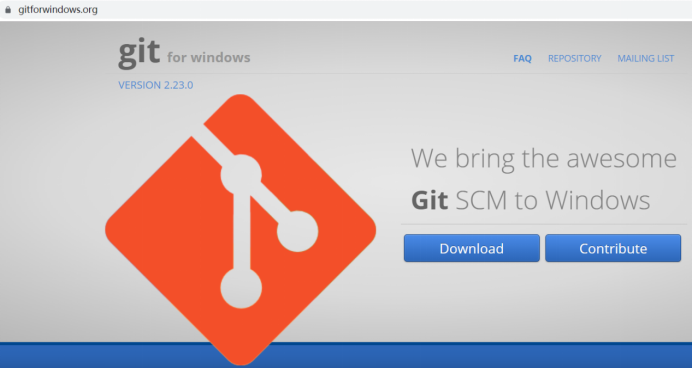 gitforwindows.org
git for windows
FAQ REPOSITORY MAILING LIST
VERSION 2.23.0
We bring the awesome
Git SCM to Windows
Download Contribute